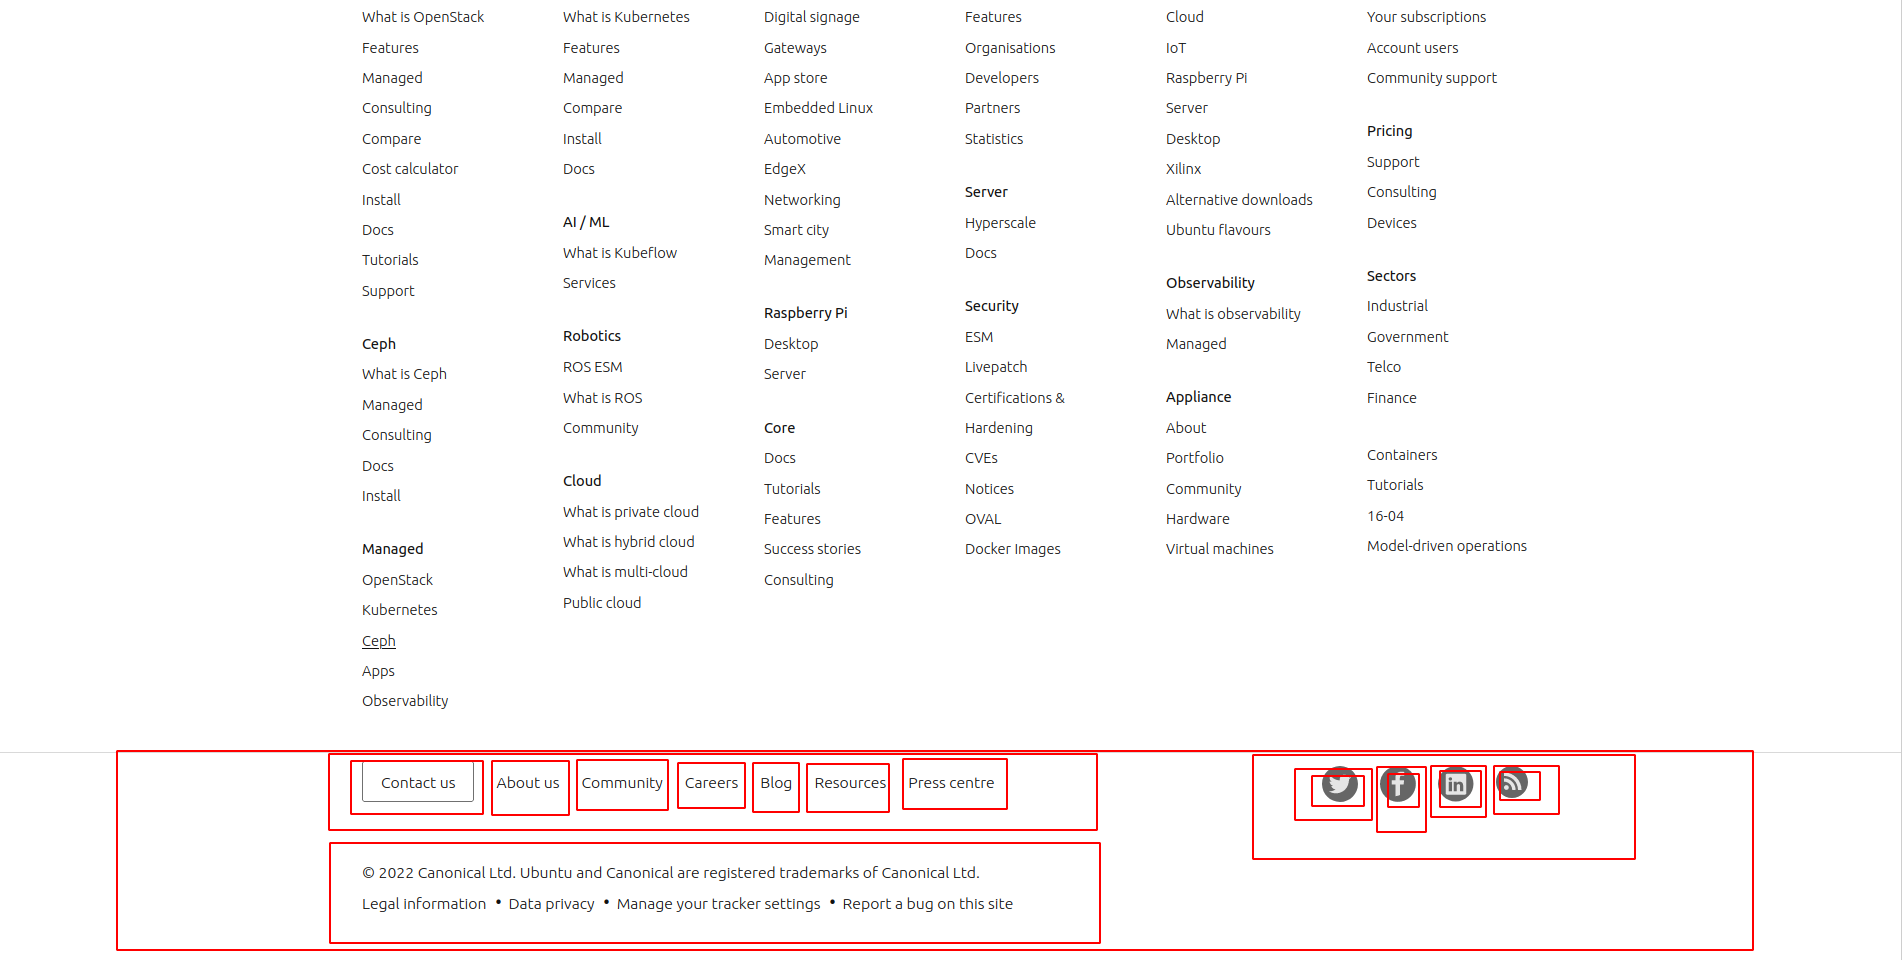 What is OpenStack
Features
Managed
Consulting
Compare
Cost calculator
Install
Docs
Tutorials
Support
Ceph
What is Ceph
Managed
Consulting
Docs
Install
Managed
OpenStack
Kubernetes
Ceph
Apps
Observability
What is Kubernetes
Features
Managed
Compare
Install
Docs
AI / ML
What is Kubeflow
Services
Robotics
ROS ESM
What is ROS
Community
Cloud
What is private cloud
What is hybrid cloud
What is multi-cloud
Public cloud
Digital signage
Gateways
App store
Embedded Linux
Automotive
EdgeX
Networking
Smart city
Management
Raspberry Pi
Desktop
Server
Core
Docs
Tutorials
Features
Success stories
Consulting
Features
Organisations
Developers
Partners
Statistics
Server
Hyperscale
Docs
Security
ESM
Livepatch
Certifications &
Hardening
CVEs
Notices
OVAL
Docker Images
Cloud
IoT
Raspberry Pi
Server
Desktop
Xilinx
Alternative downloads
Ubuntu flavours
Observability
What is observability
Managed
Appliance
About
Portfolio
Community
Hardware
Virtual machines
Your subscriptions
Account users
Community support
Pricing
Support
Consulting
Devices
Sectors
Industrial
Government
Telco
Finance
Containers
Tutorials
16-04
Model-driven operations
Contact us About us Community Careers Blog Resources Press centre
© 2022 Canonical Ltd. Ubuntu and Canonical are registered trademarks of Canonical Ltd.
Legal information • Data privacy • Manage your tracker settings • Report a bug on this site